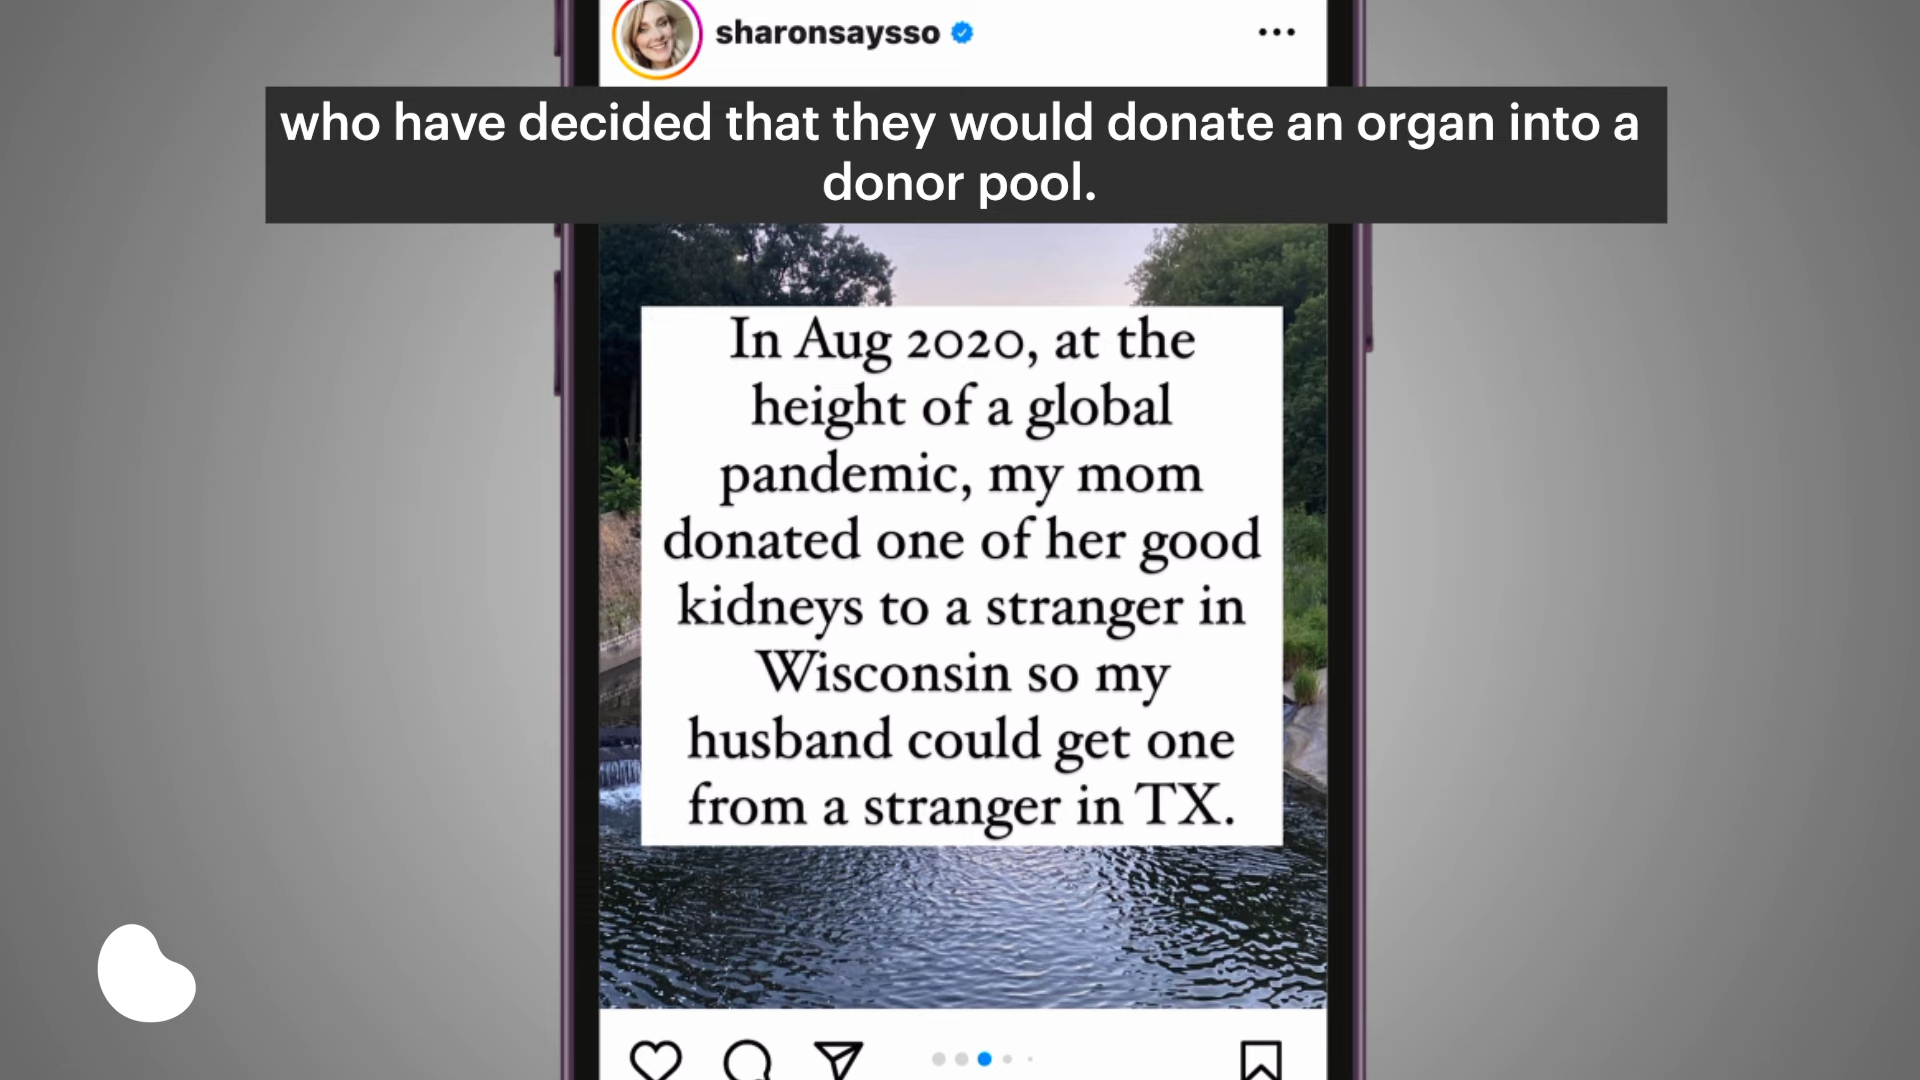 sharonsaysso
who have decided that they would donate an organ into a
donor pool.
In Aug 2020, at the
height of a global
pandemic, my mom
donated one of her good
kidneys to a stranger in
Wisconsin so my
husband could get one
from a stranger in TX.